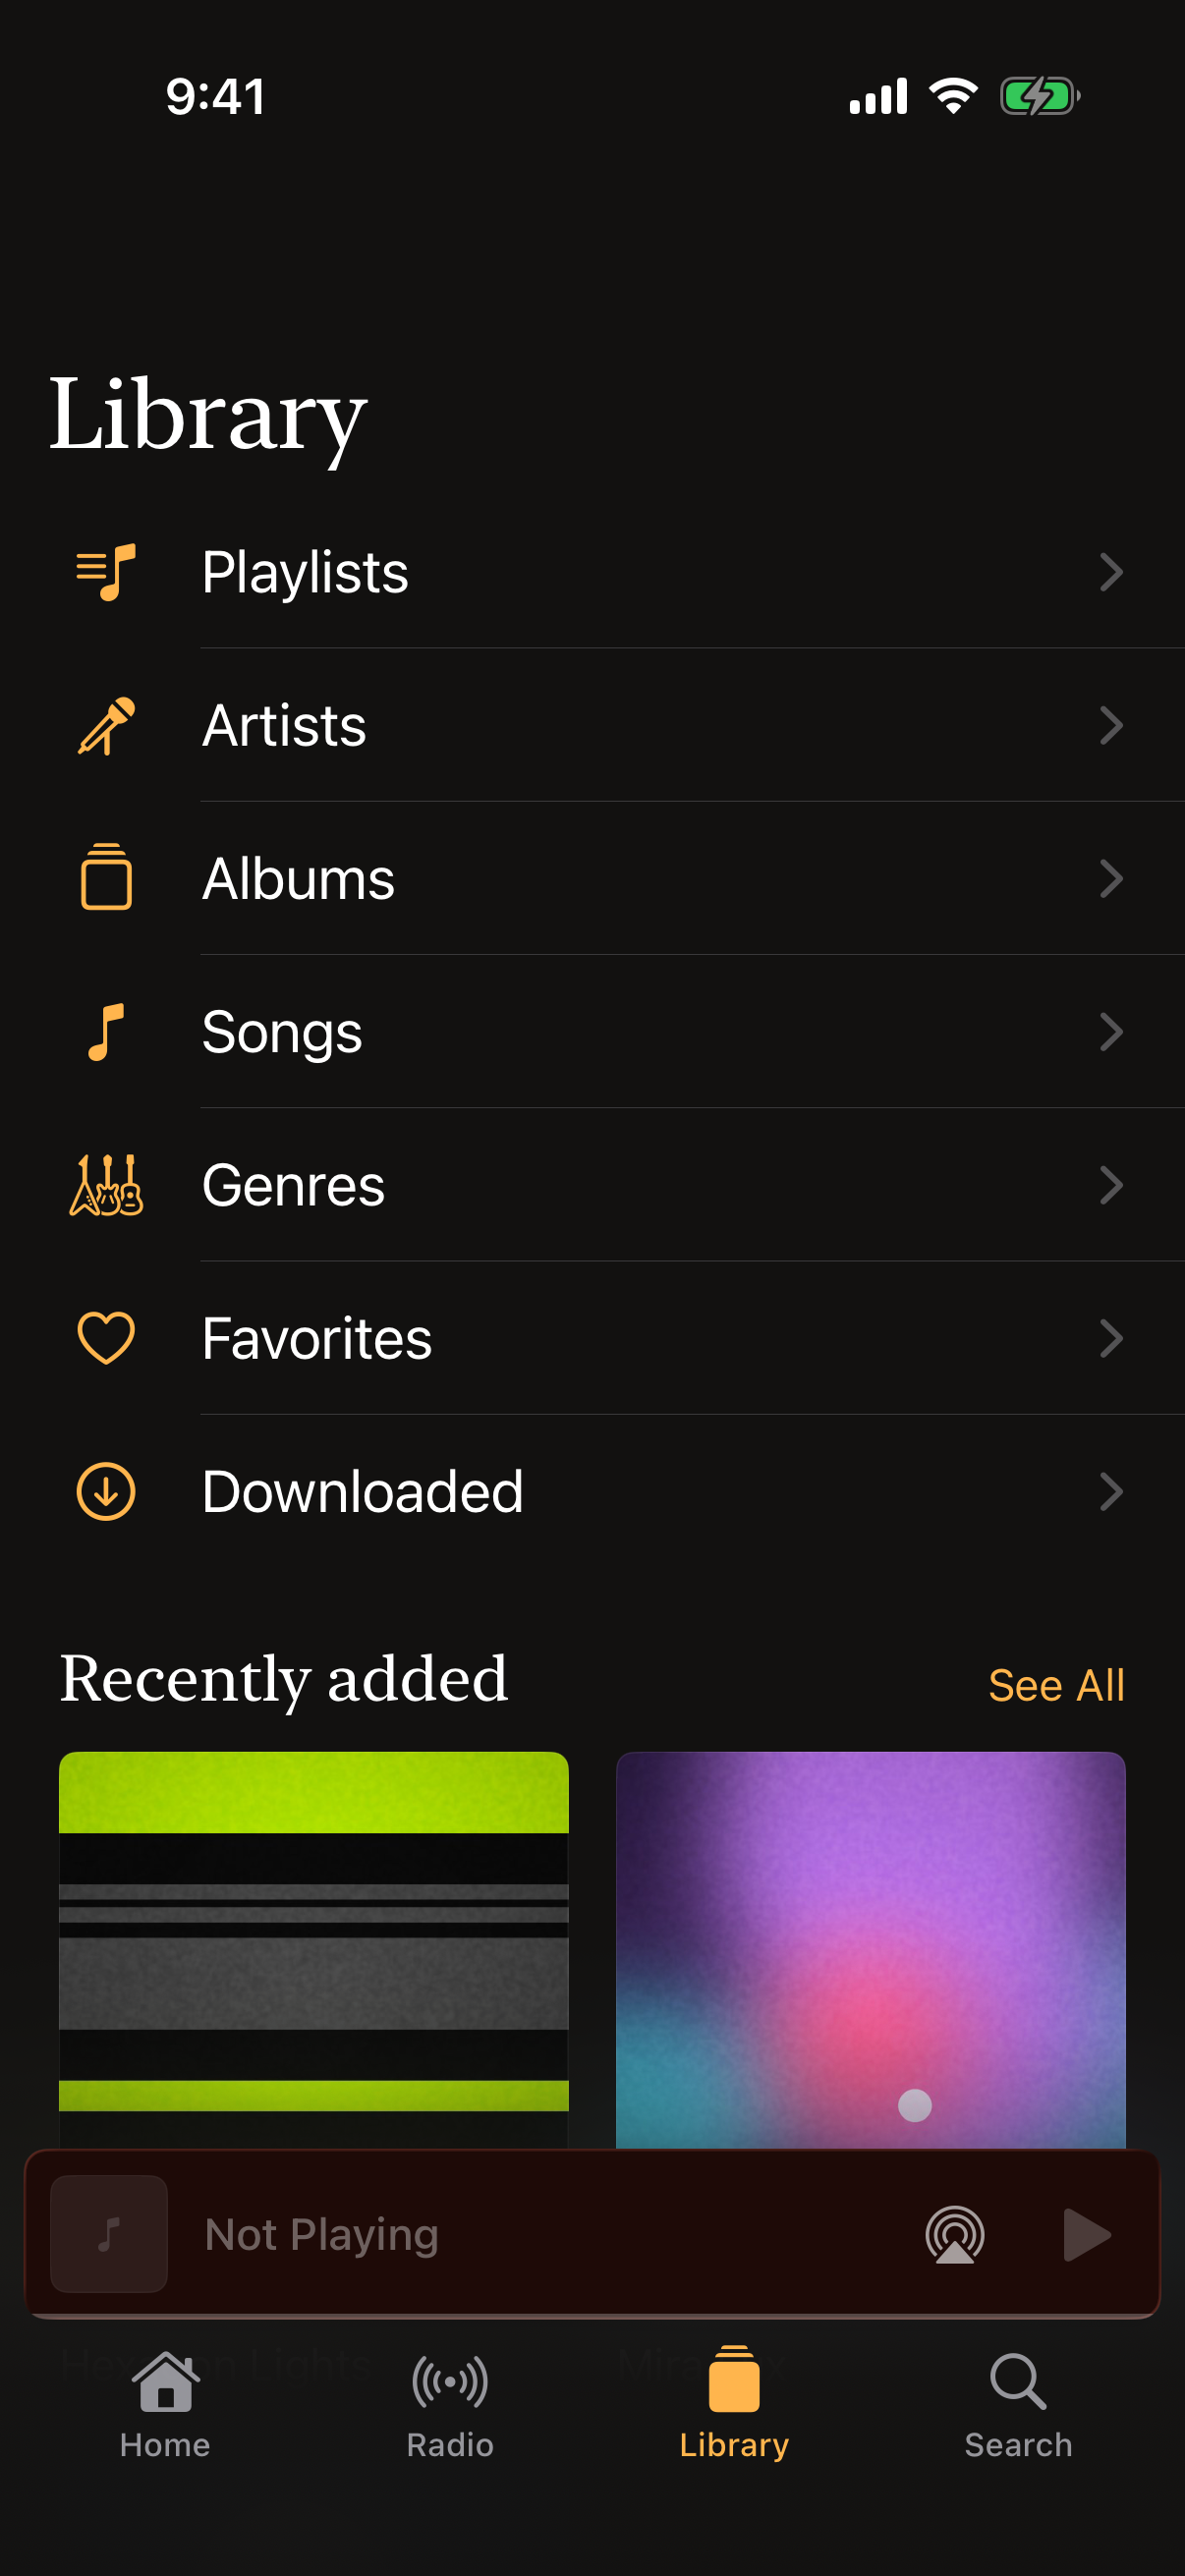 9:41
Library
Playlists
Artists
Albums
Songs
Genres
Favorites
Downloaded
Recently added
See All
Not Playing
Home
Radio
Library
Search